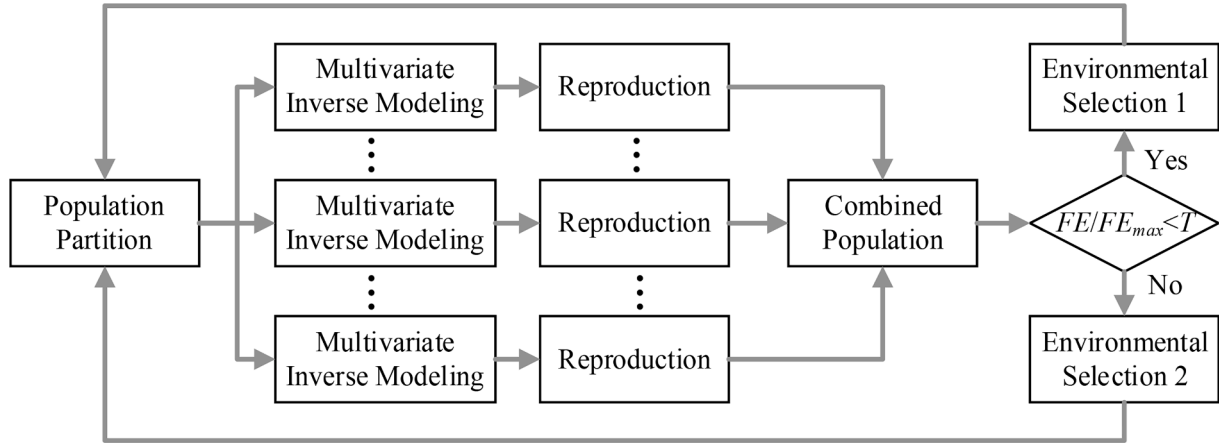 Multivariate
Inverse Modeling
Reproduction
Environmental
Selection 1
Yes
Population
Partition
Multivariate
Inverse Modeling
Reproduction
Combined
Population
FE/FEmax<T
No
Multivariate
Inverse Modeling
Reproduction
Environmental
Selection 2